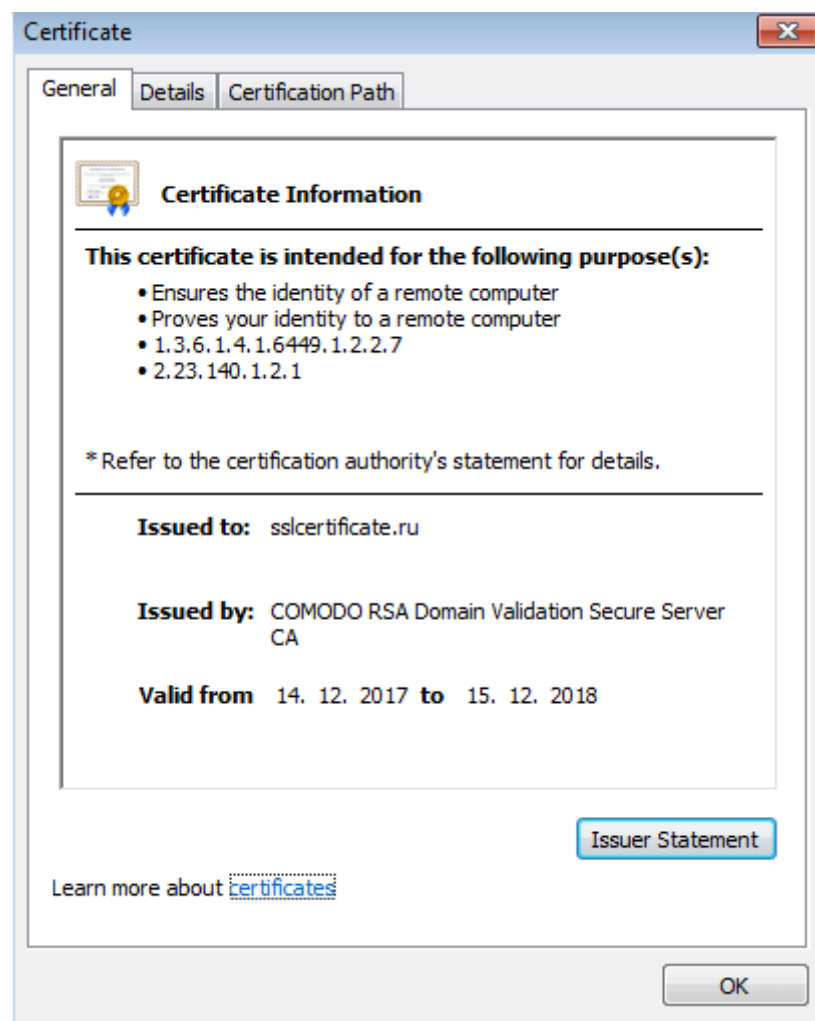 Certificate
General Details Certification Path
Certificate Information
This certificate is intended for the following purpose(s):
• Ensures the identity of a remote computer
• Proves your identity to a remote computer
• 1.3.6.1.4.1.6449.1.2.2.7
• 2.23.140.1.2.1
* Refer to the certification authority's statement for details.
Issued to: sslcertificate.ru
Issued by: COMODO RSA Domain Validation Secure Server
CA
Valid from 14. 12. 2017 to 15. 12. 2018
Issuer Statement
Learn more about certificates
OK